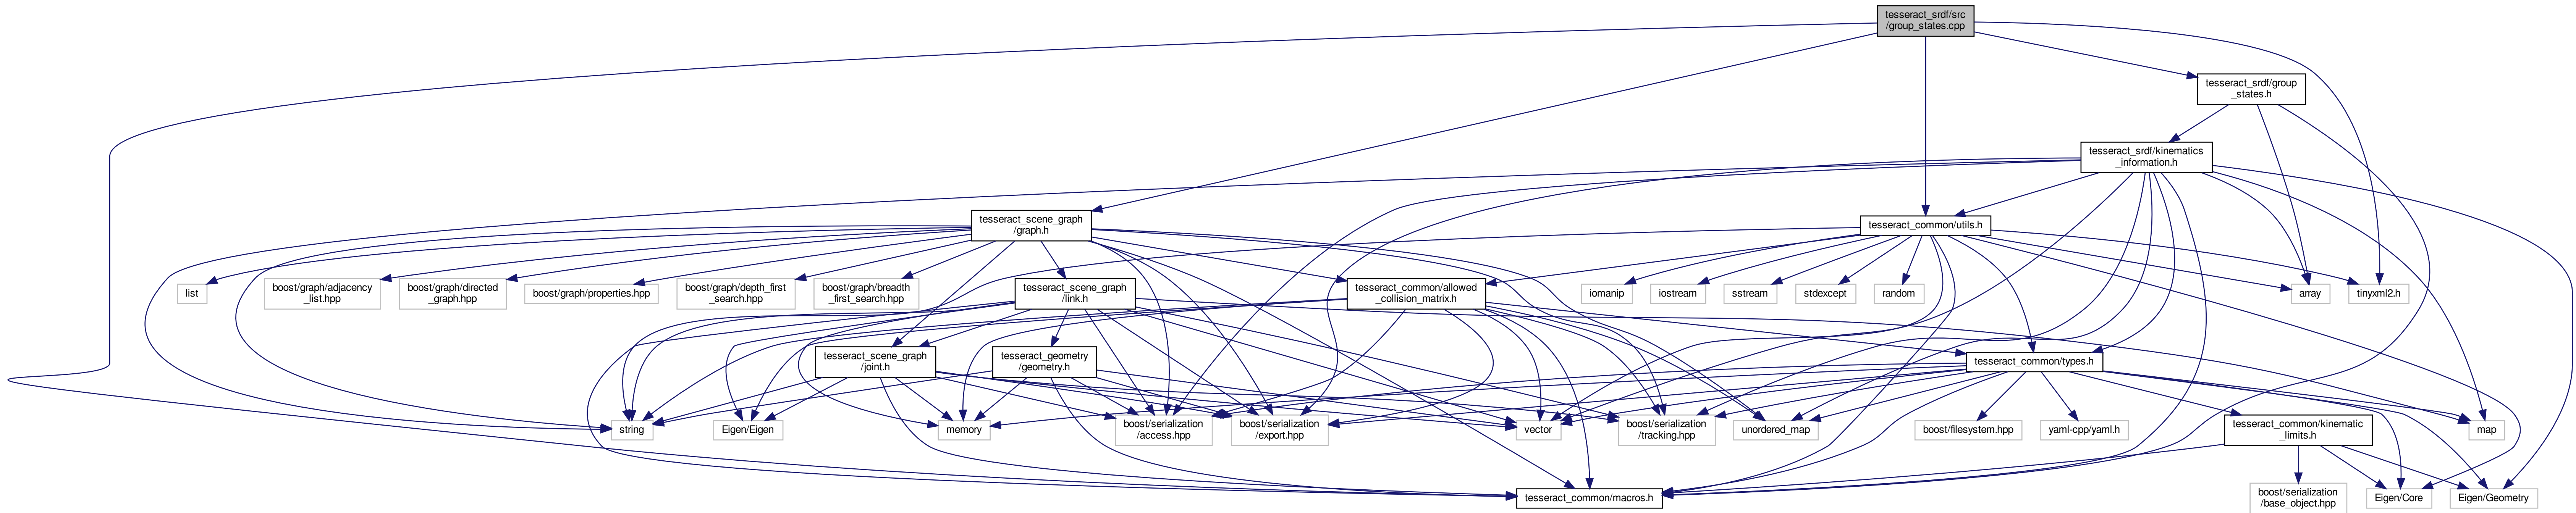 tesseract_srdf/src
/group_states.cpp
tesseract_srdf/group
_states.h
tesseract_srdf/kinematics
_information.h
tesseract_scene_graph
/graph.h
tesseract_common/utils.h
list
boost/graph/adjacency
_list.hpp
boost/graph/directed
_graph.hpp
boost/graph/properties.hpp
boost/graph/depth_first
_search.hpp
boost/graph/breadth
_first_search.hpp
tesseract_scene_graph
/link.h
tesseract_common/allowed
_collision_matrix.h
iomanip
iostream
sstream
stdexcept
random
array
tinyxml2.h
tesseract_scene_graph
/joint.h
tesseract_geometry
/geometry.h
tesseract_common/types.h
string
Eigen/Eigen
memory
boost/serialization
/access.hpp
boost/serialization
/export.hpp
vector
boost/serialization
/tracking.hpp
unordered_map
boost/filesystem.hpp
yaml-cpp/yaml.h
tesseract_common/kinematic
_limits.h
map
tesseract_common/macros.h
boost/serialization
/base_object.hpp
Eigen/Core
Eigen/Geometry